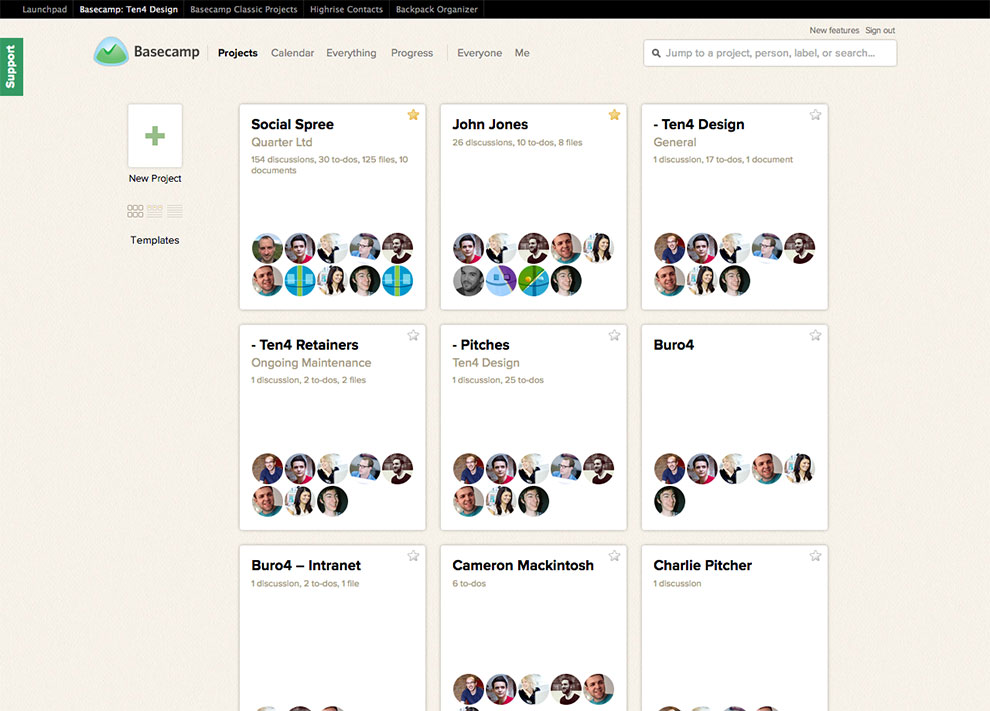 Launchpad Basecamp: Ten4 Design Basecamp Classic Projects Highrise Contacts Backpack Organizer
New features Sign out
Support
Basecamp Projects Calendar Everything Progress Everyone Me Jump to a project, person, label, or search...
New Project
Templates
Social Spree
Quarter Ltd
154 discussions, 30 to-dos, 125 files, 10
documents
John Jones
26 discussions, 10 to-dos, 8 files
- Ten4 Design
General
1 discussion, 17 to-dos, 1 document
- Ten4 Retainers
Ongoing Maintenance
1 discussion, 2 to-dos, 2 files
- Pitches
Ten4 Design
1 discussion, 25 to-dos
Buro4
Buro4 – Intranet
1 discussion, 2 to-dos, 1 file
Cameron Mackintosh
6 to-dos
Charlie Pitcher
1 discussion